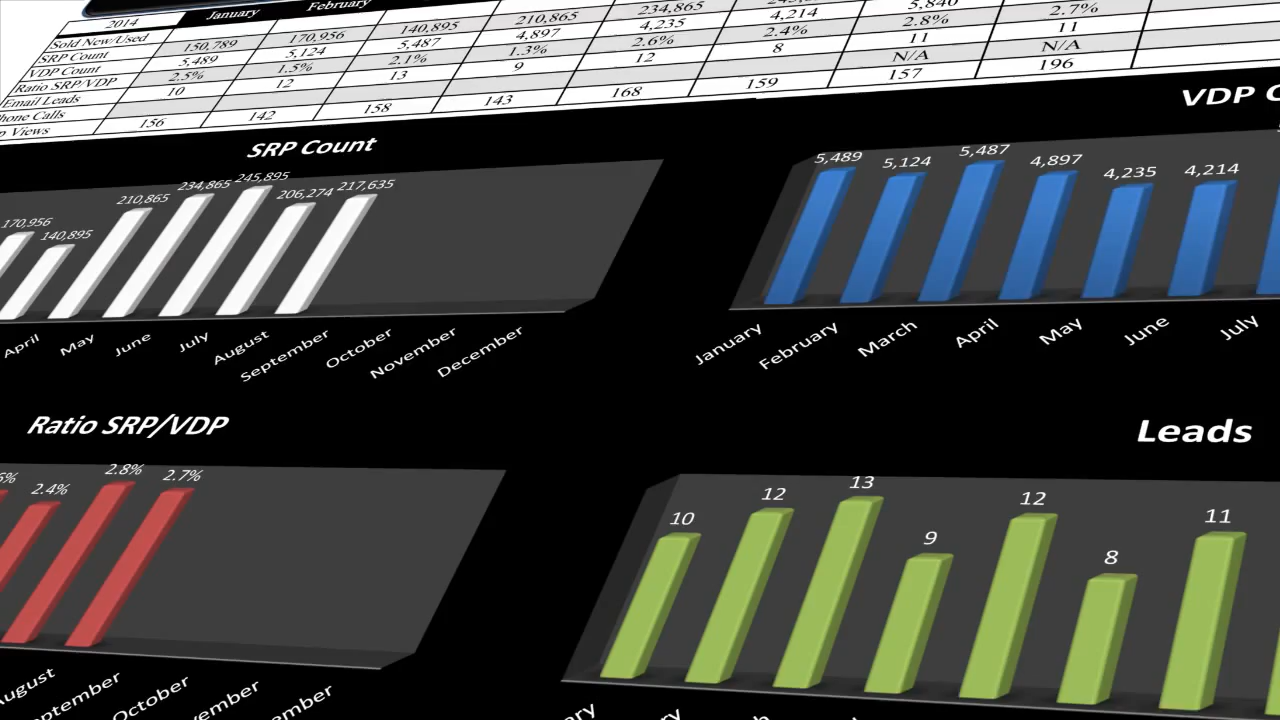 2014 January February
Sold New/Used
SRP Count 150,789 170,956 140,895 210,865 234,865
VDP Count 5,489 5,124 5,487 4,897 4,235 4,214 5,840
Ratio SRP/VDP 2.5% 1.5% 2.1% 1.3% 2.6% 2.4% 2.8% 2.7%
Email Leads 10 12 13 9 12 8 11 11
hone Calls N/A N/A
p Views 156 142 158 143 168 159 157 196
SRP Count
170,956 140,895 210,865 234,865 245,895 206,274 217,635
April May June July August September October November December
VDP C
5,489 5,124 5,487 4,897 4,235 4,214
January February March April May June July
Ratio SRP/VDP
6% 2.4% 2.8% 2.7%
August eptember October vember ember
Leads
10 12 13 9 12 8 11